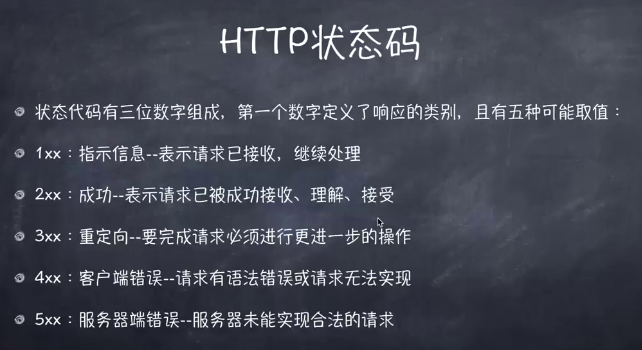 HTTP状态码
状态代码有三位数字组成，第一个数字定义了响应的类别，且有五种可能取值：
1xx：指示信息--表示请求已接收，继续处理
2xx：成功--表示请求已被成功接收、理解、接受
3xx：重定向--要完成请求必须进行更进一步的操作
4xx：客户端错误--请求有语法错误或请求无法实现
5xx：服务器端错误--服务器未能实现合法的请求